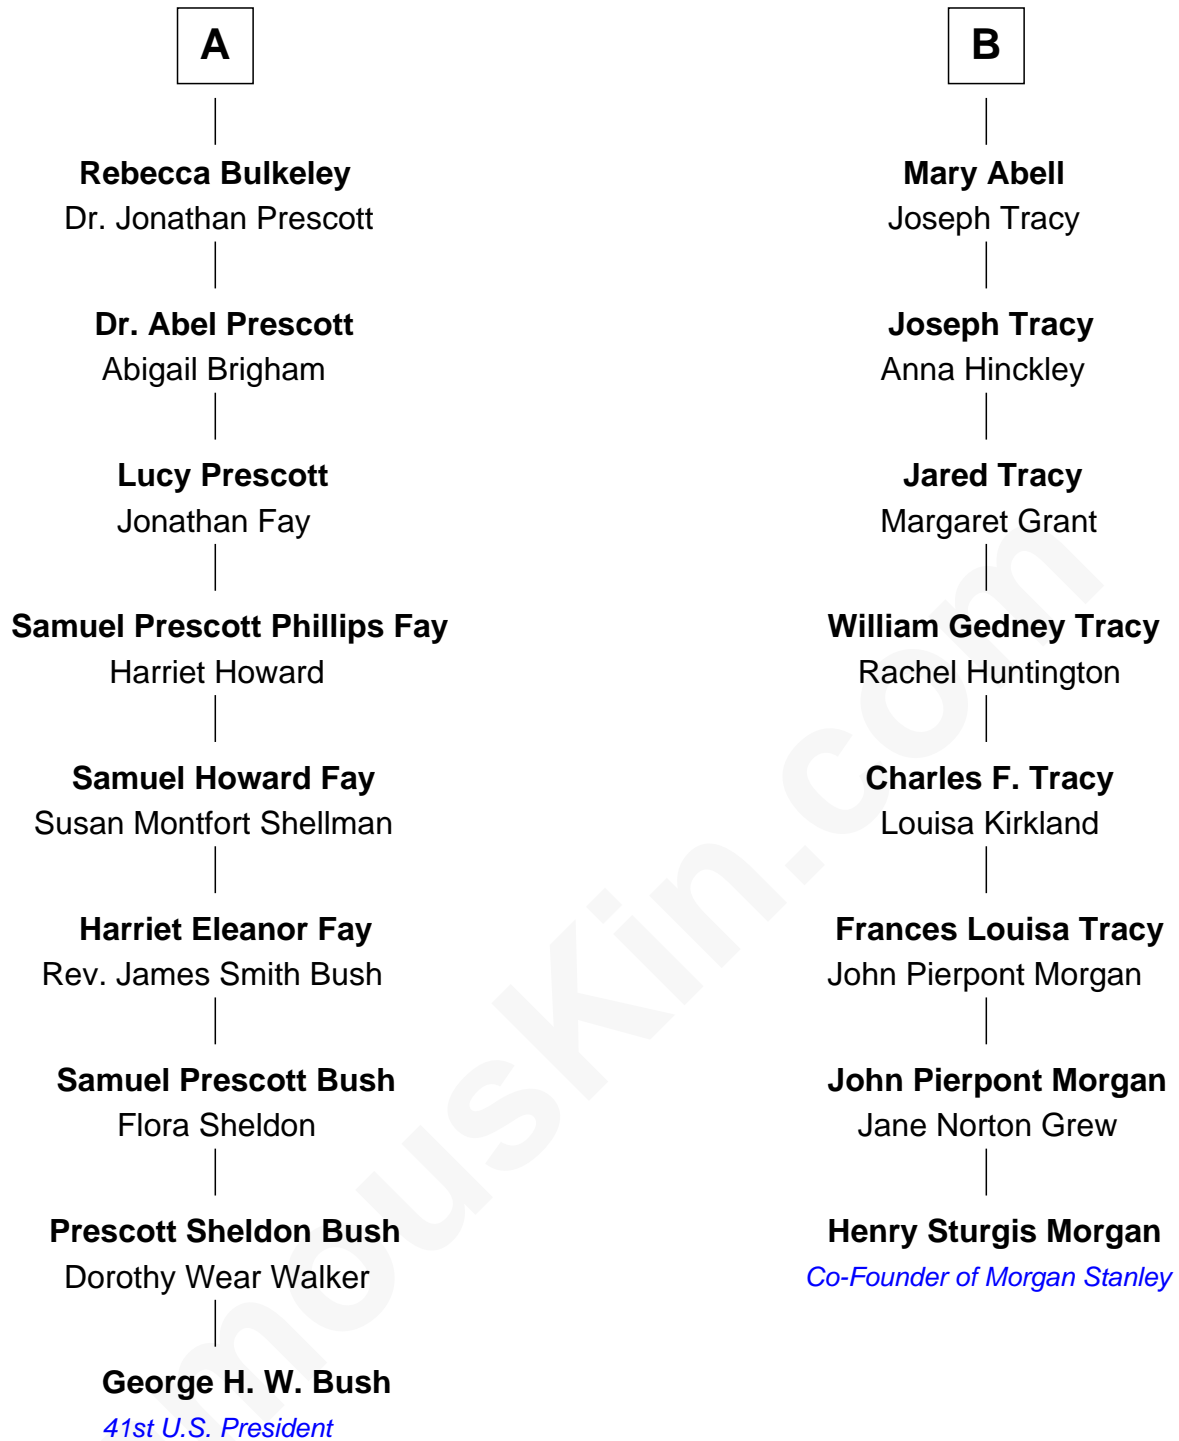 A
Rebecca Bulkeley
Dr. Jonathan Prescott
Dr. Abel Prescott
Abigail Brigham
Lucy Prescott
Jonathan Fay
Samuel Prescott Phillips Fay
Harriet Howard
Samuel Howard Fay
Susan Montfort Shellman
Harriet Eleanor Fay
Rev. James Smith Bush
Samuel Prescott Bush
Flora Sheldon
Prescott Sheldon Bush
Dorothy Wear Walker
George H. W. Bush
41st U.S. President
B
Mary Abell
Joseph Tracy
Joseph Tracy
Anna Hinckley
Jared Tracy
Margaret Grant
William Gedney Tracy
Rachel Huntington
Charles F. Tracy
Louisa Kirkland
Frances Louisa Tracy
John Pierpont Morgan
John Pierpont Morgan
Jane Norton Grew
Henry Sturgis Morgan
Co-Founder of Morgan Stanley
mousKin.com